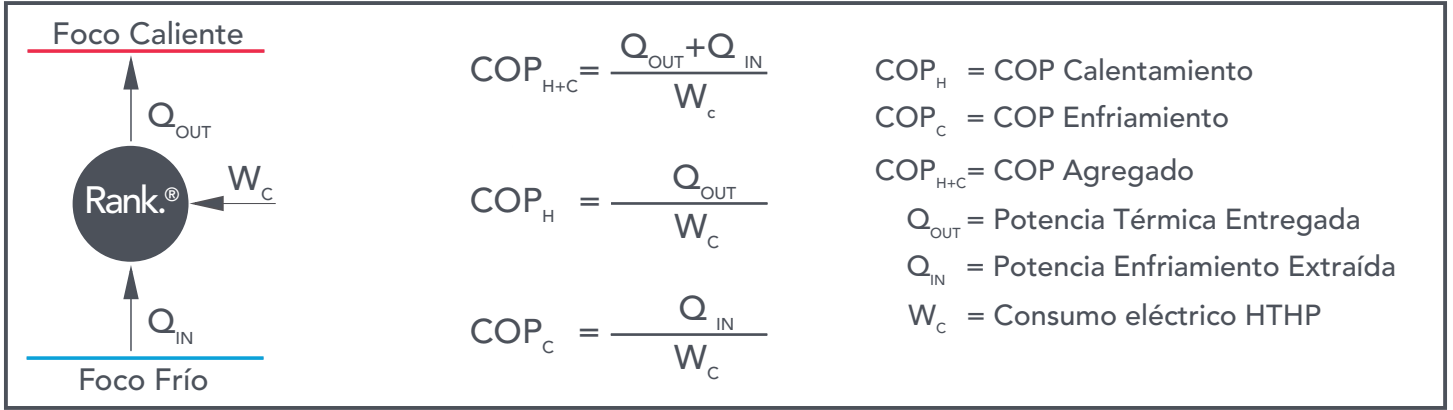 Foco Caliente
Q_OUT
Rank.®
W_C
Q_IN
Foco Frío
COP_H+C = Q_OUT+Q_IN / W_c
COP_H = Q_OUT / W_C
COP_C = Q_IN / W_C
COP_H = COP Calentamiento
COP_C = COP Enfriamiento
COP_H+C = COP Agregado
Q_OUT = Potencia Térmica Entregada
Q_IN = Potencia Enfriamiento Extraída
W_C = Consumo eléctrico HTHP